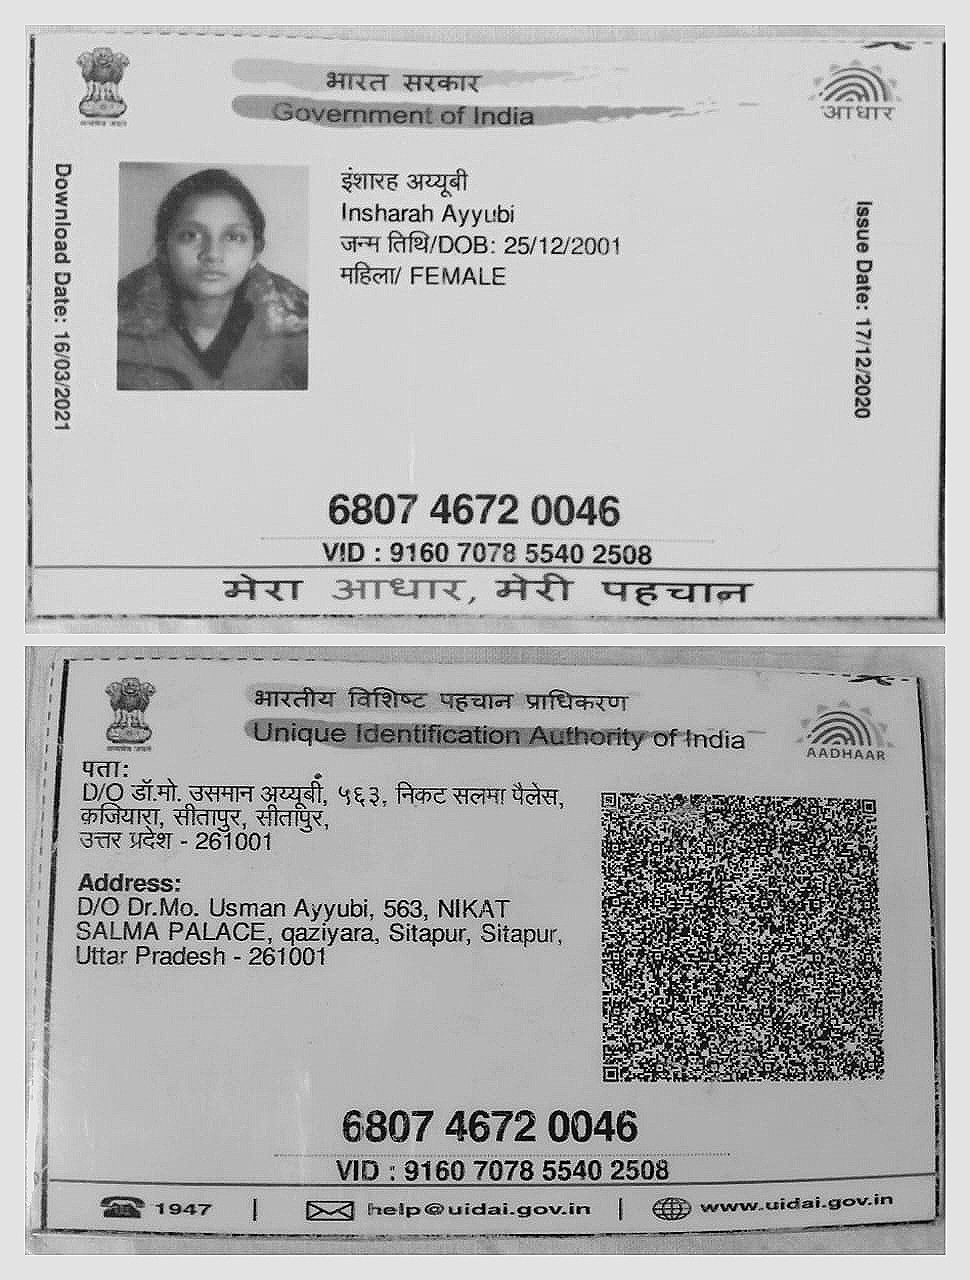 भारत सरकार
Government of India
आधार
Download Date: 16/03/2021
इंशारह अय्यूबी
Insharah Ayyubi
जन्म तिथि/DOB: 25/12/2001
महिला/ FEMALE
Issue Date: 17/12/2020
6807 4672 0046
VID : 9160 7078 5540 2508
मेरा आधार, मेरी पहचान
भारतीय विशिष्ट पहचान प्राधिकरण
Unique Identification Authority of India
AADHAAR
पता:
D/O डॉ.मो. उसमान अय्यूबी, ५६३, निकट सलमा पैलेस,
कजियारा, सीतापुर, सीतापुर,
उत्तर प्रदेश - 261001
Address:
D/O Dr.Mo. Usman Ayyubi, 563, NIKAT
SALMA PALACE, qaziyara, Sitapur, Sitapur,
Uttar Pradesh - 261001
6807 4672 0046
VID : 9160 7078 5540 2508
1947 | help@uidai.gov.in | www.uidai.gov.in